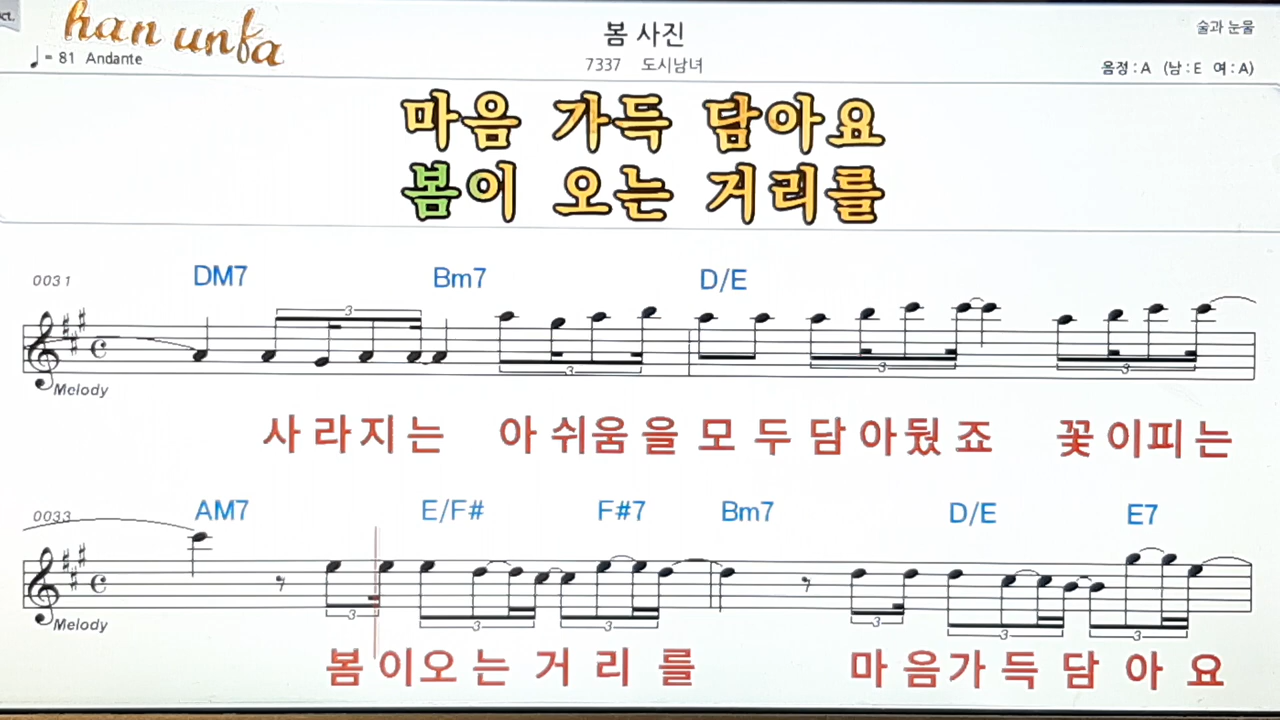 ct.
han unfa
♩= 81 Andante
봄 사진
7337 도시남녀
술과 눈물
음정 : A (남 : E 여 : A)
마음 가득 담아요
봄이 오는 거리를
0031 DM7 Bm7 D/E
3 3 3 3
Melody
사 라 지 는 아 쉬 움 을 모 두 담 아 뒀 죠 꽃 이 피 는
0033 AM7 E/F# F#7 Bm7 D/E E7
3 3 3 3 3 3
Melody
봄 이 오 는 거 리 를 마 음 가 득 담 아 요